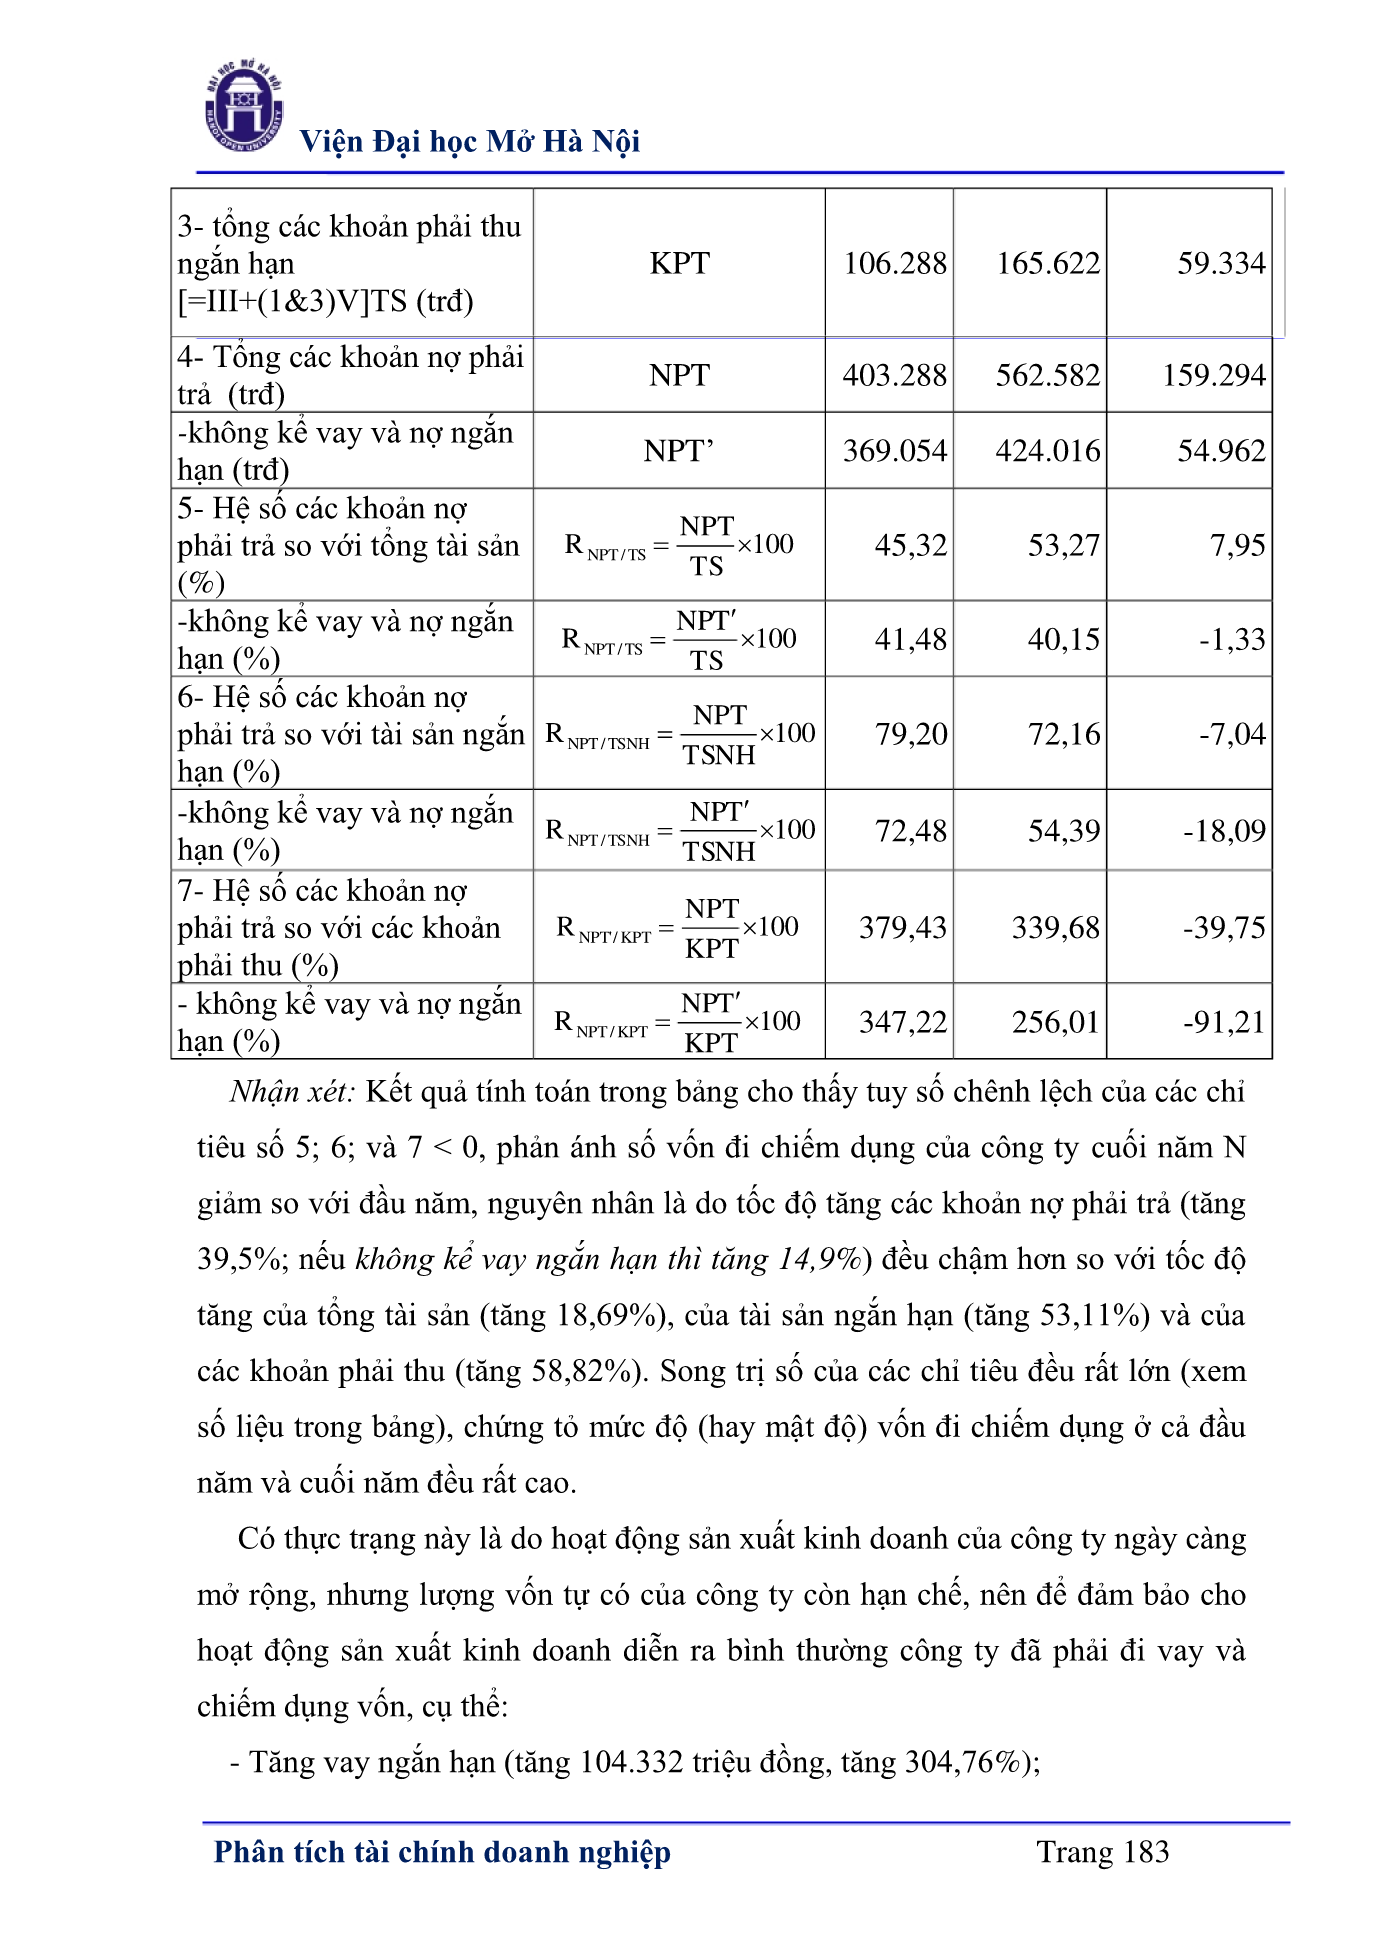 ĐẠI HỌC MỞ HÀ NỘI
HANOI OPEN UNIVERSITY
Viện Đại học Mở Hà Nội
3- tổng các khoản phải thu
ngắn hạn
[=III+(1&3)V]TS (trđ)
KPT
106.288
165.622
59.334
4- Tổng các khoản nợ phải
trả (trđ)
NPT
403.288
562.582
159.294
-không kể vay và nợ ngắn
hạn (trđ)
NPT’
369.054
424.016
54.962
5- Hệ số các khoản nợ
phải trả so với tổng tài sản
(%)
R NPT/TS = NPT/TS ×100
45,32
53,27
7,95
-không kể vay và nợ ngắn
hạn (%)
R NPT/TS = NPT′/TS ×100
41,48
40,15
-1,33
6- Hệ số các khoản nợ
phải trả so với tài sản ngắn
hạn (%)
R NPT/TSNH = NPT/TSNH ×100
79,20
72,16
-7,04
-không kể vay và nợ ngắn
hạn (%)
R NPT/TSNH = NPT′/TSNH ×100
72,48
54,39
-18,09
7- Hệ số các khoản nợ
phải trả so với các khoản
phải thu (%)
R NPT/KPT = NPT/KPT ×100
379,43
339,68
-39,75
- không kể vay và nợ ngắn
hạn (%)
R NPT/KPT = NPT′/KPT ×100
347,22
256,01
-91,21
Nhận xét: Kết quả tính toán trong bảng cho thấy tuy số chênh lệch của các chỉ
tiêu số 5; 6; và 7 < 0, phản ánh số vốn đi chiếm dụng của công ty cuối năm N
giảm so với đầu năm, nguyên nhân là do tốc độ tăng các khoản nợ phải trả (tăng
39,5%; nếu không kể vay ngắn hạn thì tăng 14,9%) đều chậm hơn so với tốc độ
tăng của tổng tài sản (tăng 18,69%), của tài sản ngắn hạn (tăng 53,11%) và của
các khoản phải thu (tăng 58,82%). Song trị số của các chỉ tiêu đều rất lớn (xem
số liệu trong bảng), chứng tỏ mức độ (hay mật độ) vốn đi chiếm dụng ở cả đầu
năm và cuối năm đều rất cao.
Có thực trạng này là do hoạt động sản xuất kinh doanh của công ty ngày càng
mở rộng, nhưng lượng vốn tự có của công ty còn hạn chế, nên để đảm bảo cho
hoạt động sản xuất kinh doanh diễn ra bình thường công ty đã phải đi vay và
chiếm dụng vốn, cụ thể:
- Tăng vay ngắn hạn (tăng 104.332 triệu đồng, tăng 304,76%);
Phân tích tài chính doanh nghiệp
Trang 183